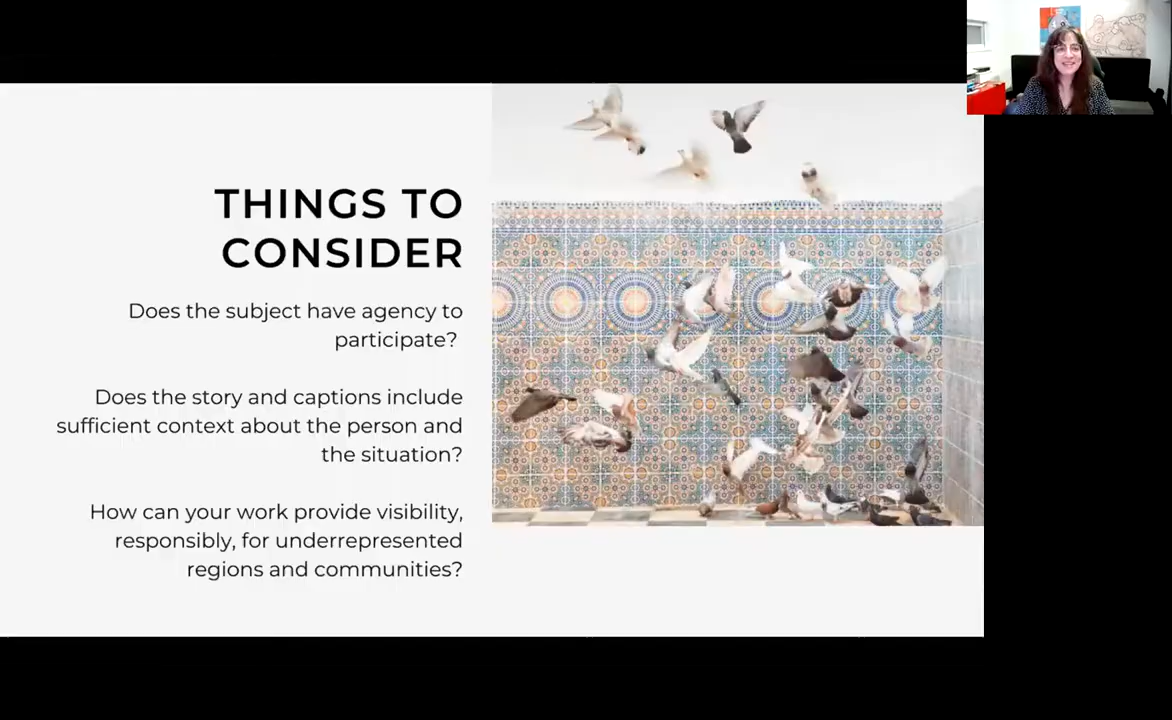 THINGS TO
CONSIDER
Does the subject have agency to
participate?
Does the story and captions include
sufficient context about the person and
the situation?
How can your work provide visibility,
responsibly, for underrepresented
regions and communities?